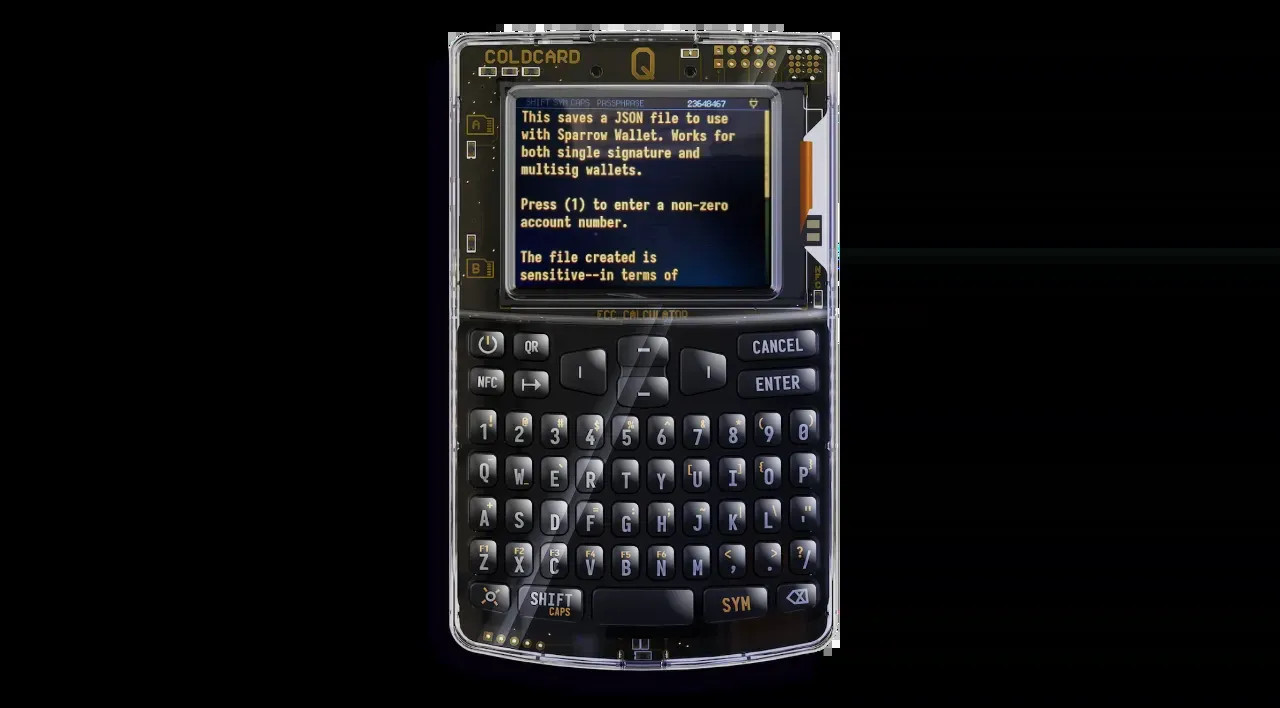 COLDCARD
Q
SHIFT SYM CAPS PASSPHRASE 23648467
This saves a JSON file to use
with Sparrow Wallet. Works for
both single signature and
multisig wallets.
Press (1) to enter a non-zero
account number.
The file created is
sensitive--in terms of
A
B
NFC
ECC CALCULATOR
QR
CANCEL
NFC
ENTER
1! 2@ 3# 4$ 5% 6^ 7& 8* 9( 0)
Q W_ E` R T Y U[ I] O{ P}
A+ S D F= G: H; J~ K| L\ '"
F1 Z F2 X F3 C F4 V F5 B F6 N M <, >. ?/
SHIFT
CAPS
SYM